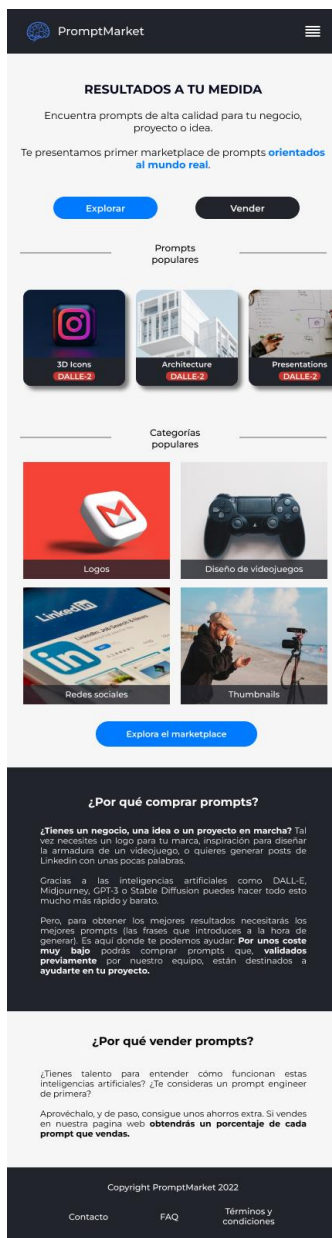 PromptMarket
RESULTADOS A TU MEDIDA
Encuentra prompts de alta calidad para tu negocio,
proyecto o idea.
Te presentamos primer marketplace de prompts orientados
al mundo real.
Explorar
Vender
Prompts
populares
3D Icons
DALLE-2
Architecture
DALLE-2
Presentations
DALLE-2
Categorías
populares
Logos
Diseño de videojuegos
LinkedIn
Redes sociales
Thumbnails
Explora el marketplace
¿Por qué comprar prompts?
¿Tienes un negocio, una idea o un proyecto en marcha? Tal
vez necesites un logo para tu marca, inspiración para diseñar
la armadura de un videojuego, o quieres generar posts de
Linkedin con unas pocas palabras.
Gracias a las inteligencias artificiales como DALL-E,
Midjourney, GPT-3 o Stable Diffusion puedes hacer todo esto
mucho más rápido y barato.
Pero, para obtener los mejores resultados necesitarás los
mejores prompts (las frases que introduces a la hora de
generar). Es aquí donde te podemos ayudar: Por unos coste
muy bajo podrás comprar prompts que, validados
previamente por nuestro equipo, están destinados a
ayudarte en tu proyecto.
¿Por qué vender prompts?
¿Tienes talento para entender cómo funcionan estas
inteligencias artificiales? ¿Te consideras un prompt engineer
de primera?
Aprovéchalo, y de paso, consigue unos ahorros extra. Si vendes
en nuestra pagina web obtendrás un porcentaje de cada
prompt que vendas.
Copyright PromptMarket 2022
Contacto
FAQ
Términos y
condiciones